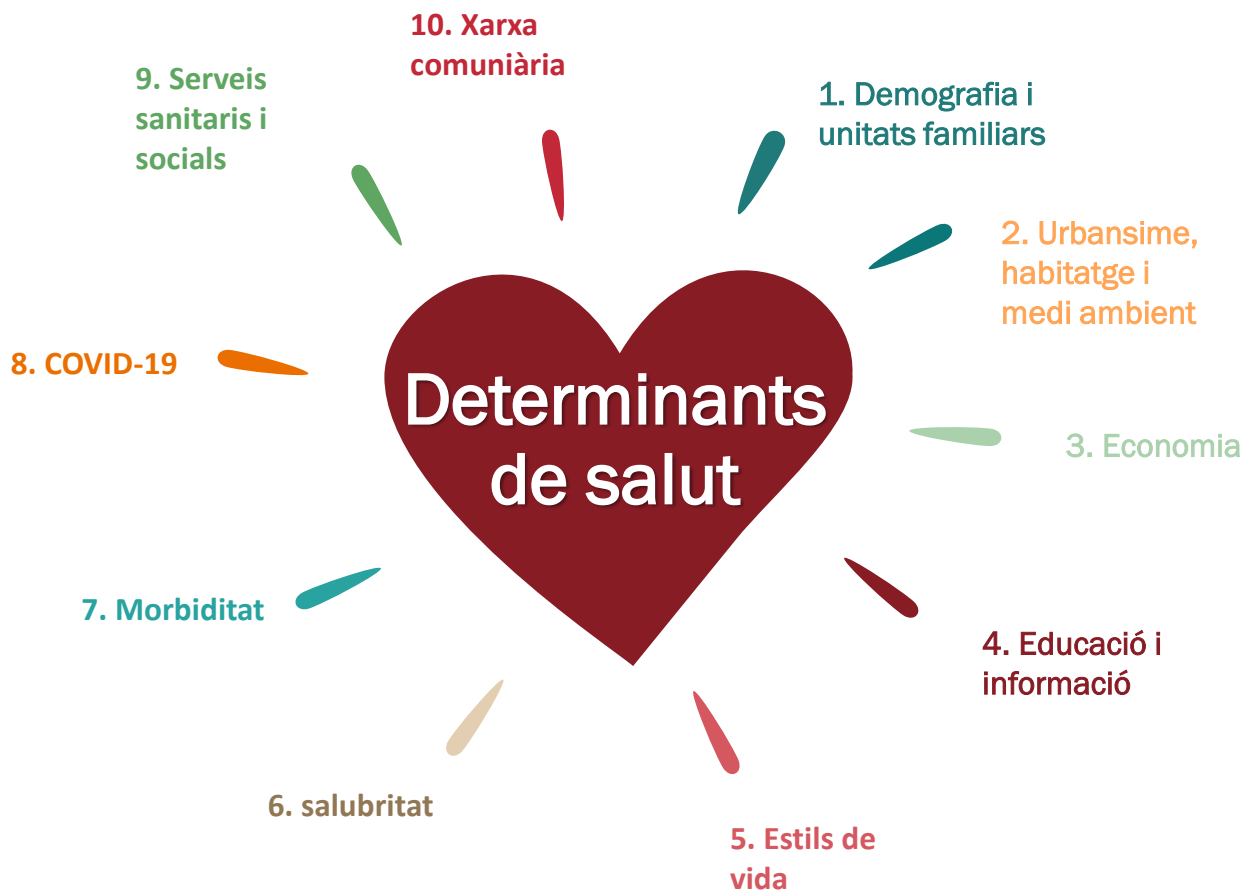 Determinants
de salut
1. Demografia i
unitats familiars
2. Urbansime,
habitatge i
medi ambient
3. Economia
4. Educació i
informació
5. Estils de
vida
6. salubritat
7. Morbiditat
8. COVID-19
9. Serveis
sanitaris i
socials
10. Xarxa
comuniària